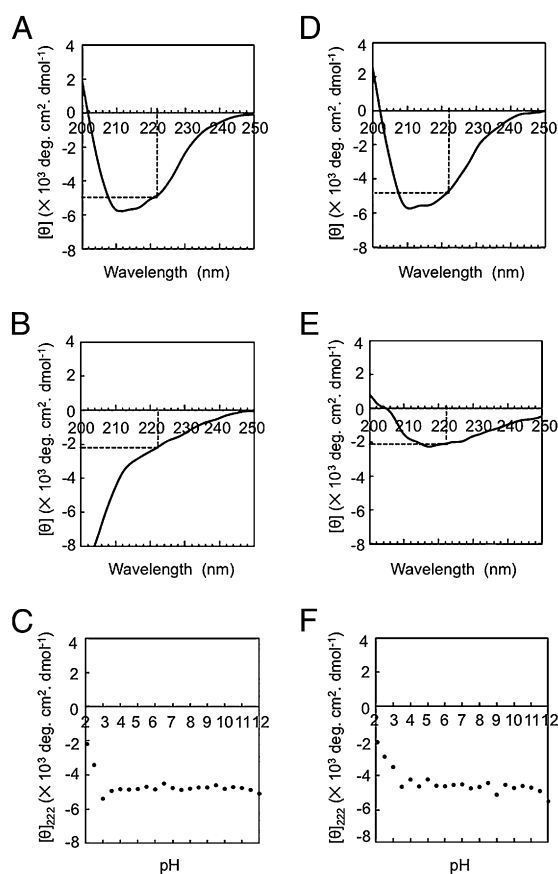 A
4
2
0
200 210 220 230 240 250
-2
-4
-6
-8
[θ] (× 10³ deg. cm². dmol⁻¹)
Wavelength (nm)
D
4
2
0
200 210 220 230 240 250
-2
-4
-6
-8
[θ] (× 10³ deg. cm². dmol⁻¹)
Wavelength (nm)
B
4
2
0
200 210 220 230 240 250
-2
-4
-6
-8
[θ] (× 10³ deg. cm². dmol⁻¹)
Wavelength (nm)
E
4
2
0
200 210 220 230 240 250
-2
-4
-6
-8
[θ] (× 10³ deg. cm². dmol⁻¹)
Wavelength (nm)
C
4
2
0
2 3 4 5 6 7 8 9 10 11 12
-2
-4
-6
-8
[θ]₂₂₂ (× 10³ deg. cm². dmol⁻¹)
pH
F
4
2
0
2 3 4 5 6 7 8 9 10 11 12
-2
-4
-6
-8
[θ]₂₂₂ (× 10³ deg. cm². dmol⁻¹)
pH